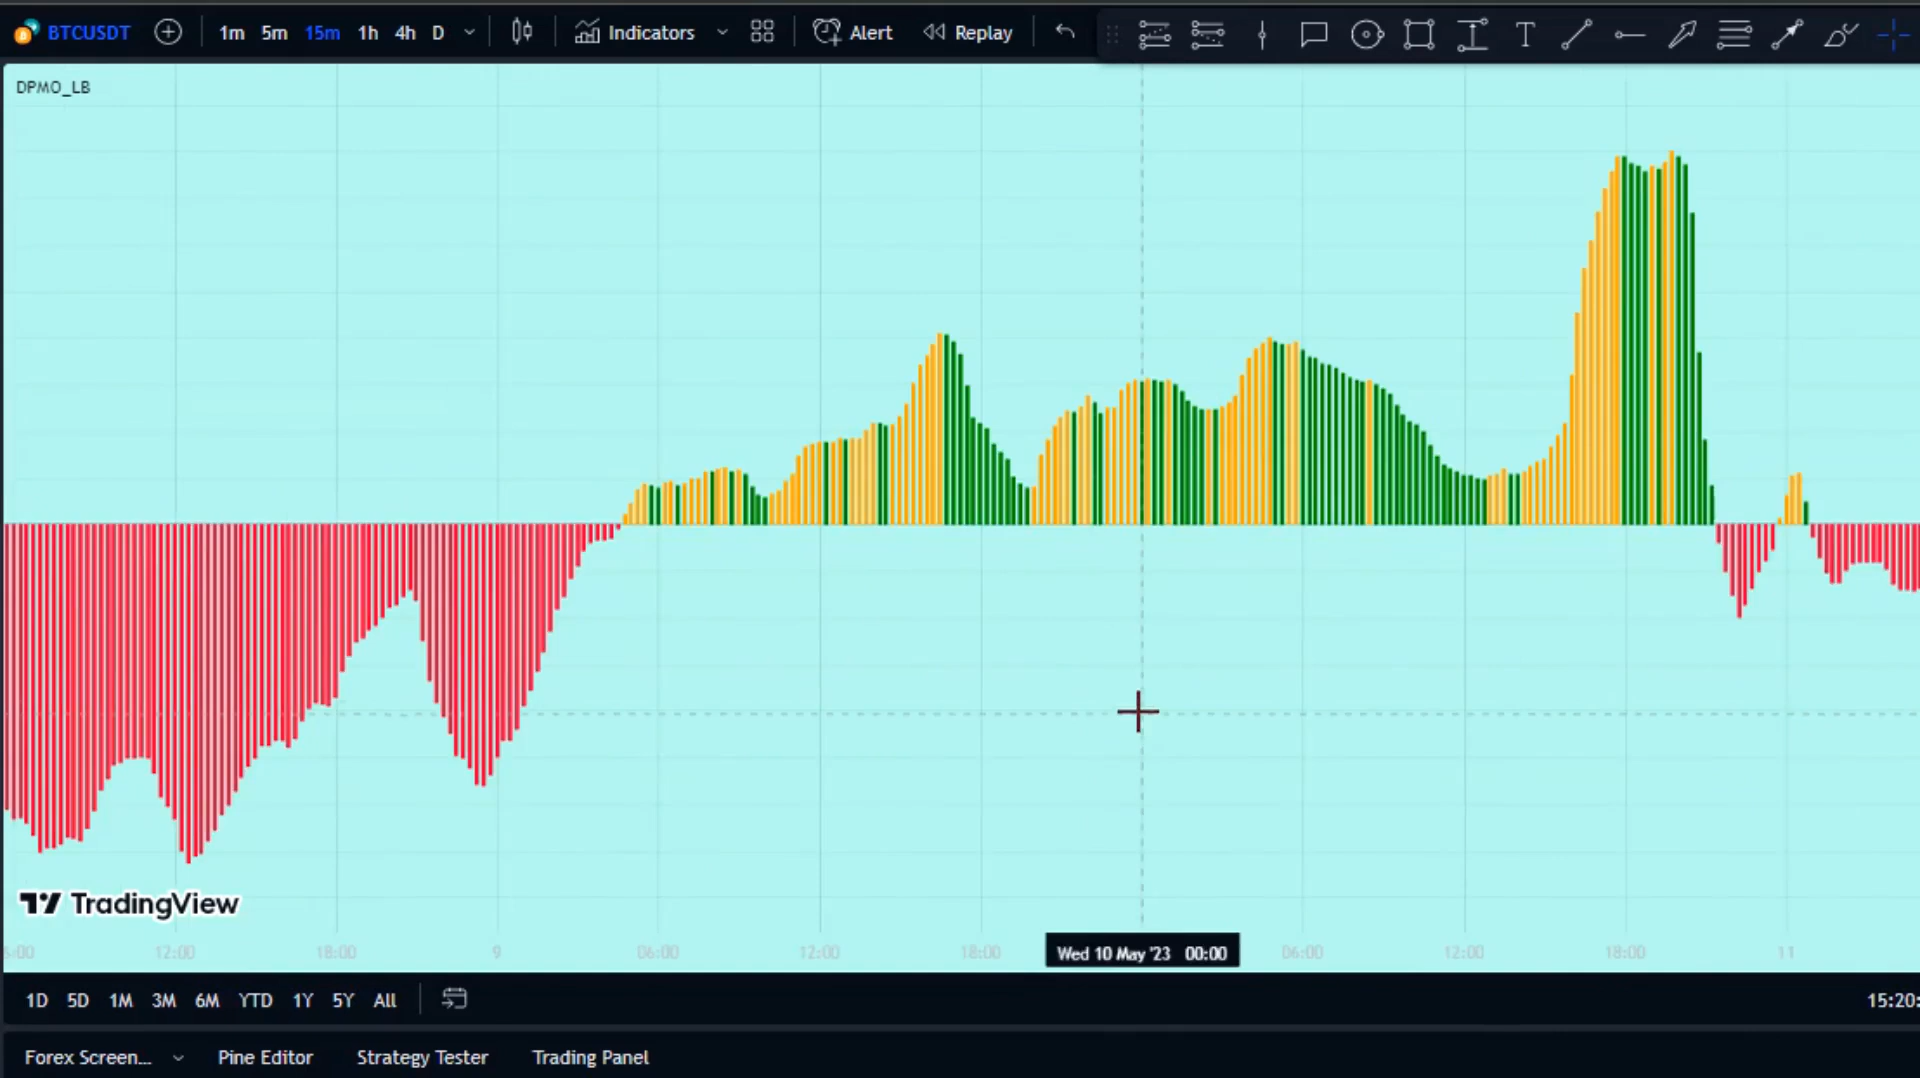 BTCUSDT 1m 5m 15m 1h 4h D Indicators Alert Replay T
DPMO_LB
TradingView
12:00 18:00 9 06:00 12:00 18:00 Wed 10 May '23 00:00 06:00 12:00 18:00 11
1D 5D 1M 3M 6M YTD 1Y 5Y All 15:20:
Forex Screen... Pine Editor Strategy Tester Trading Panel